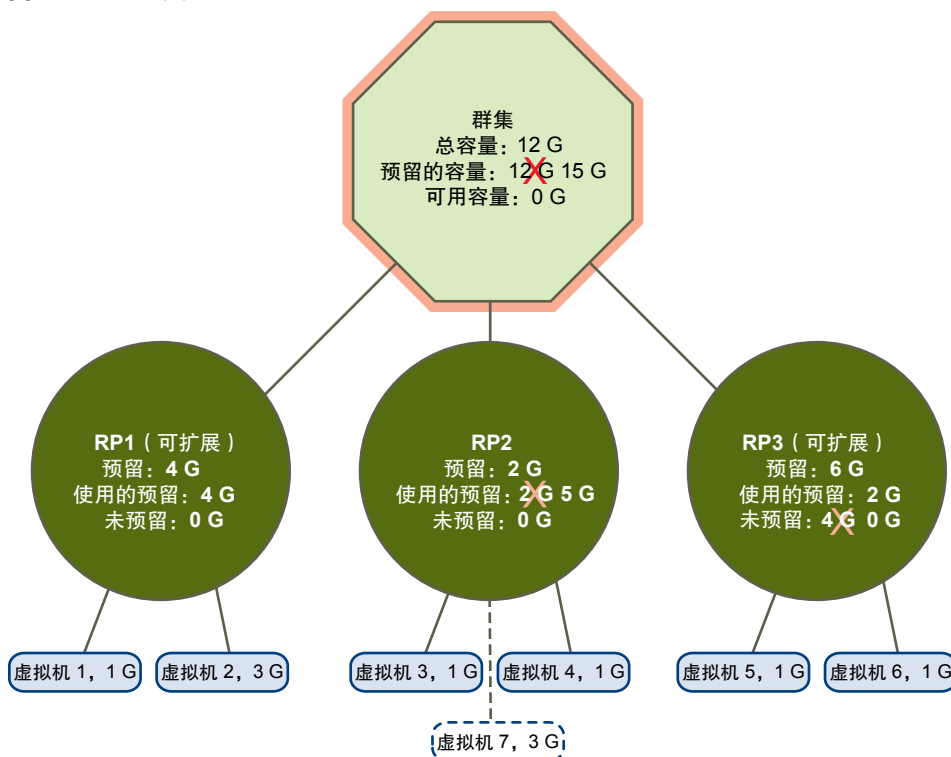 群集
总容量：12 G
预留的容量：12 G 15 G
可用容量：0 G
RP1（可扩展）
预留：4 G
使用的预留：4 G
未预留：0 G
RP2
预留：2 G
使用的预留：2 G 5 G
未预留：0 G
RP3（可扩展）
预留：6 G
使用的预留：2 G
未预留：4 G 0 G
虚拟机 1，1 G
虚拟机 2，3 G
虚拟机 3，1 G
虚拟机 4，1 G
虚拟机 5，1 G
虚拟机 6，1 G
虚拟机 7，3 G